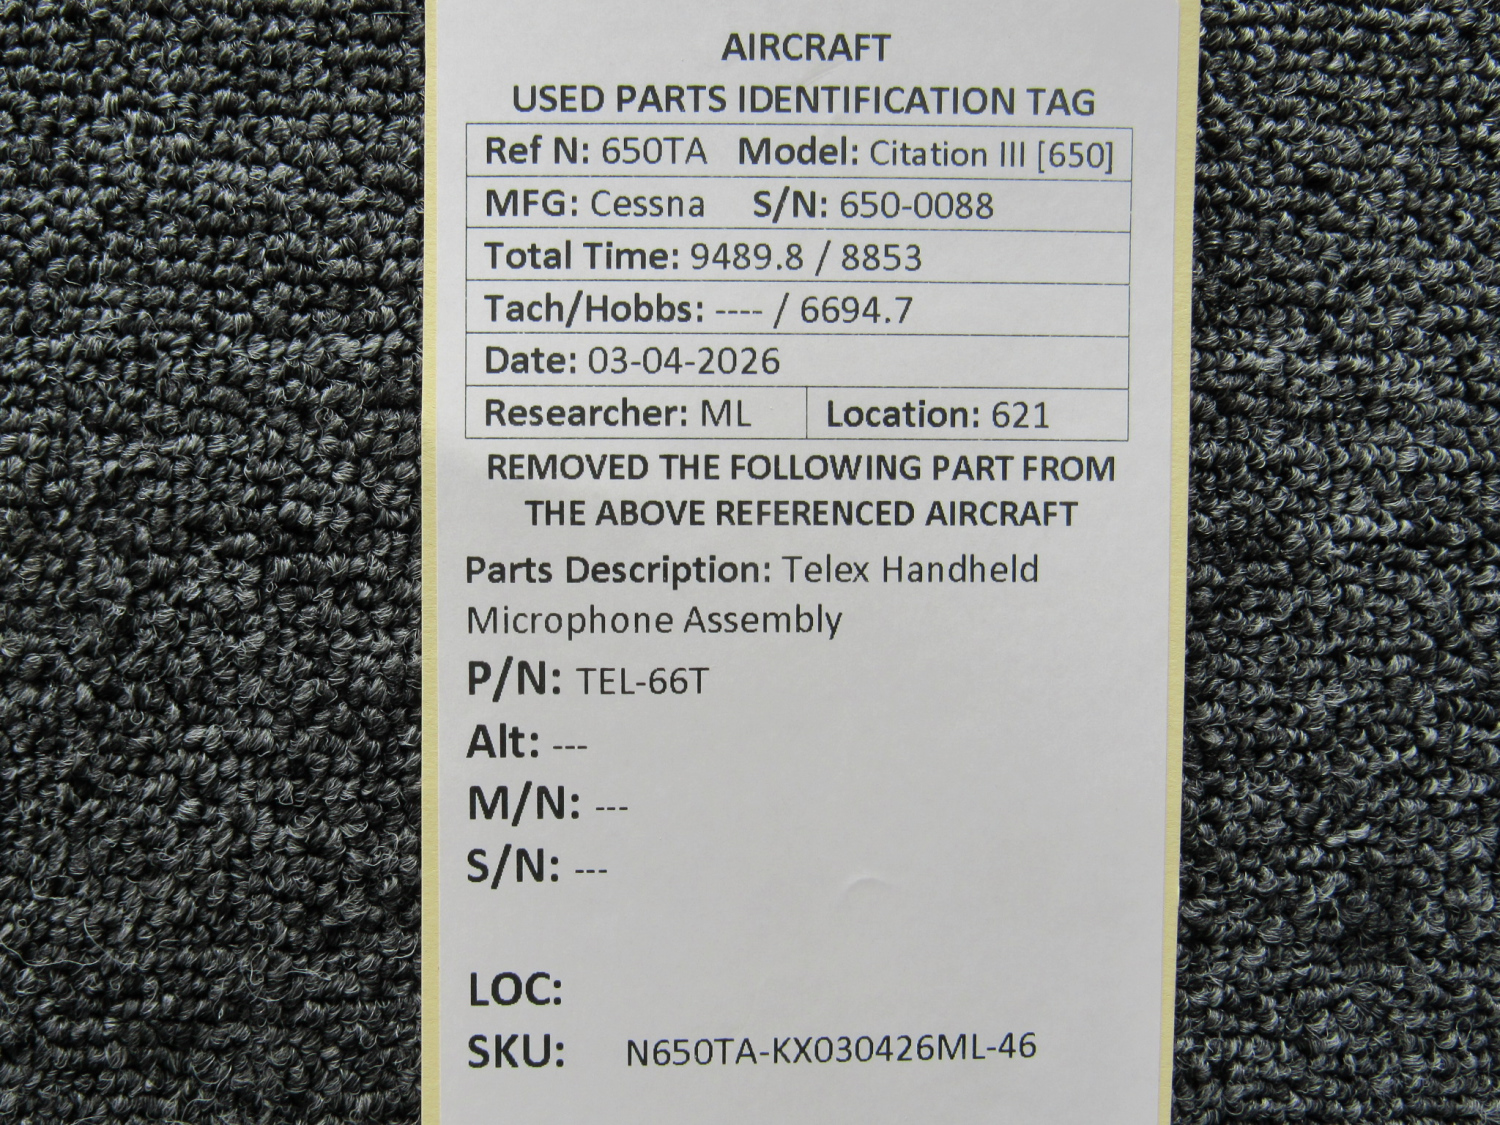 AIRCRAFT
USED PARTS IDENTIFICATION TAG
Ref N: 650TA Model: Citation III [650]
MFG: Cessna S/N: 650-0088
Total Time: 9489.8 / 8853
Tach/Hobbs: ---- / 6694.7
Date: 03-04-2026
Researcher: ML Location: 621
REMOVED THE FOLLOWING PART FROM
THE ABOVE REFERENCED AIRCRAFT
Parts Description: Telex Handheld
Microphone Assembly
P/N: TEL-66T
Alt: ---
M/N: ---
S/N: ---
LOC:
SKU: N650TA-KX030426ML-46